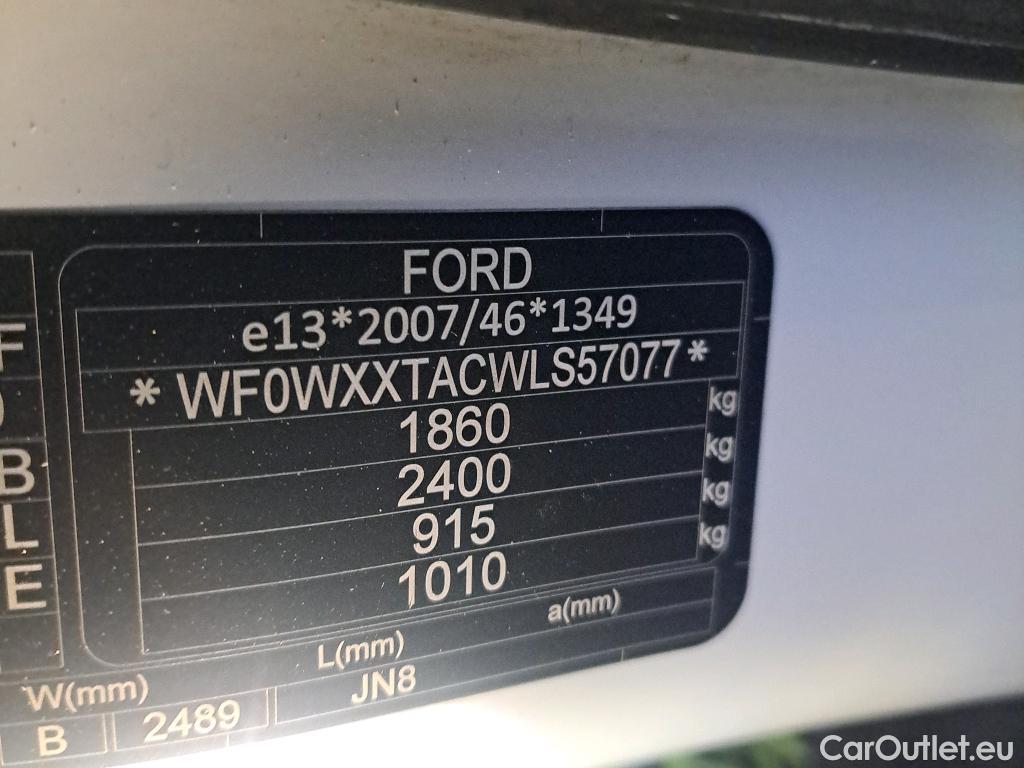 FORD
e13*2007/46*1349
* WF0WXXTACWLS57077 *
1860 kg
2400 kg
915 kg
1010 kg
F
B
L
E
W(mm) L(mm) a(mm)
B 2489 JN8
CarOutlet.eu